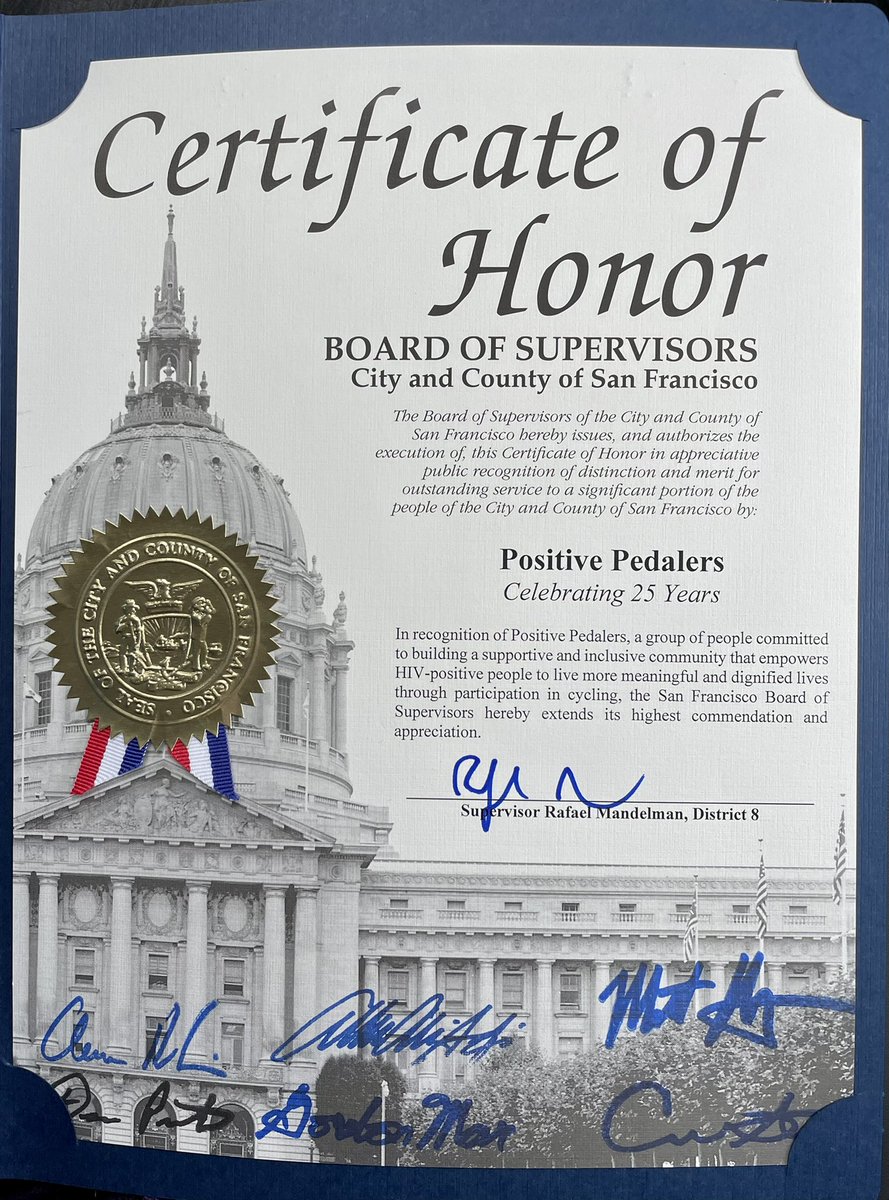 Certificate of
Honor
BOARD OF SUPERVISORS
City and County of San Francisco
The Board of Supervisors of the City and County of
San Francisco hereby issues, and authorizes the
execution of, this Certificate of Honor in appreciative
public recognition of distinction and merit for
outstanding service to a significant portion of the
people of the City and County of San Francisco by:
Positive Pedalers
Celebrating 25 Years
In recognition of Positive Pedalers, a group of people committed
to building a supportive and inclusive community that empowers
HIV-positive people to live more meaningful and dignified lives
through participation in cycling, the San Francisco Board of
Supervisors hereby extends its highest commendation and
appreciation.
SEAL OF THE CITY AND COUNTY OF SAN FRANCISCO
Supervisor Rafael Mandelman, District 8
Gordon Mar